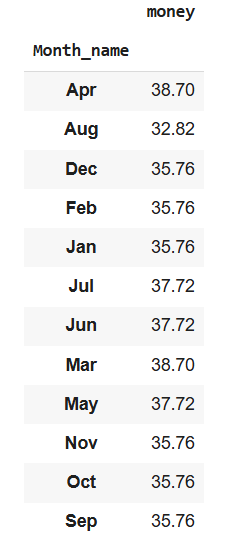 money
Month_name
Apr 38.70
Aug 32.82
Dec 35.76
Feb 35.76
Jan 35.76
Jul 37.72
Jun 37.72
Mar 38.70
May 37.72
Nov 35.76
Oct 35.76
Sep 35.76